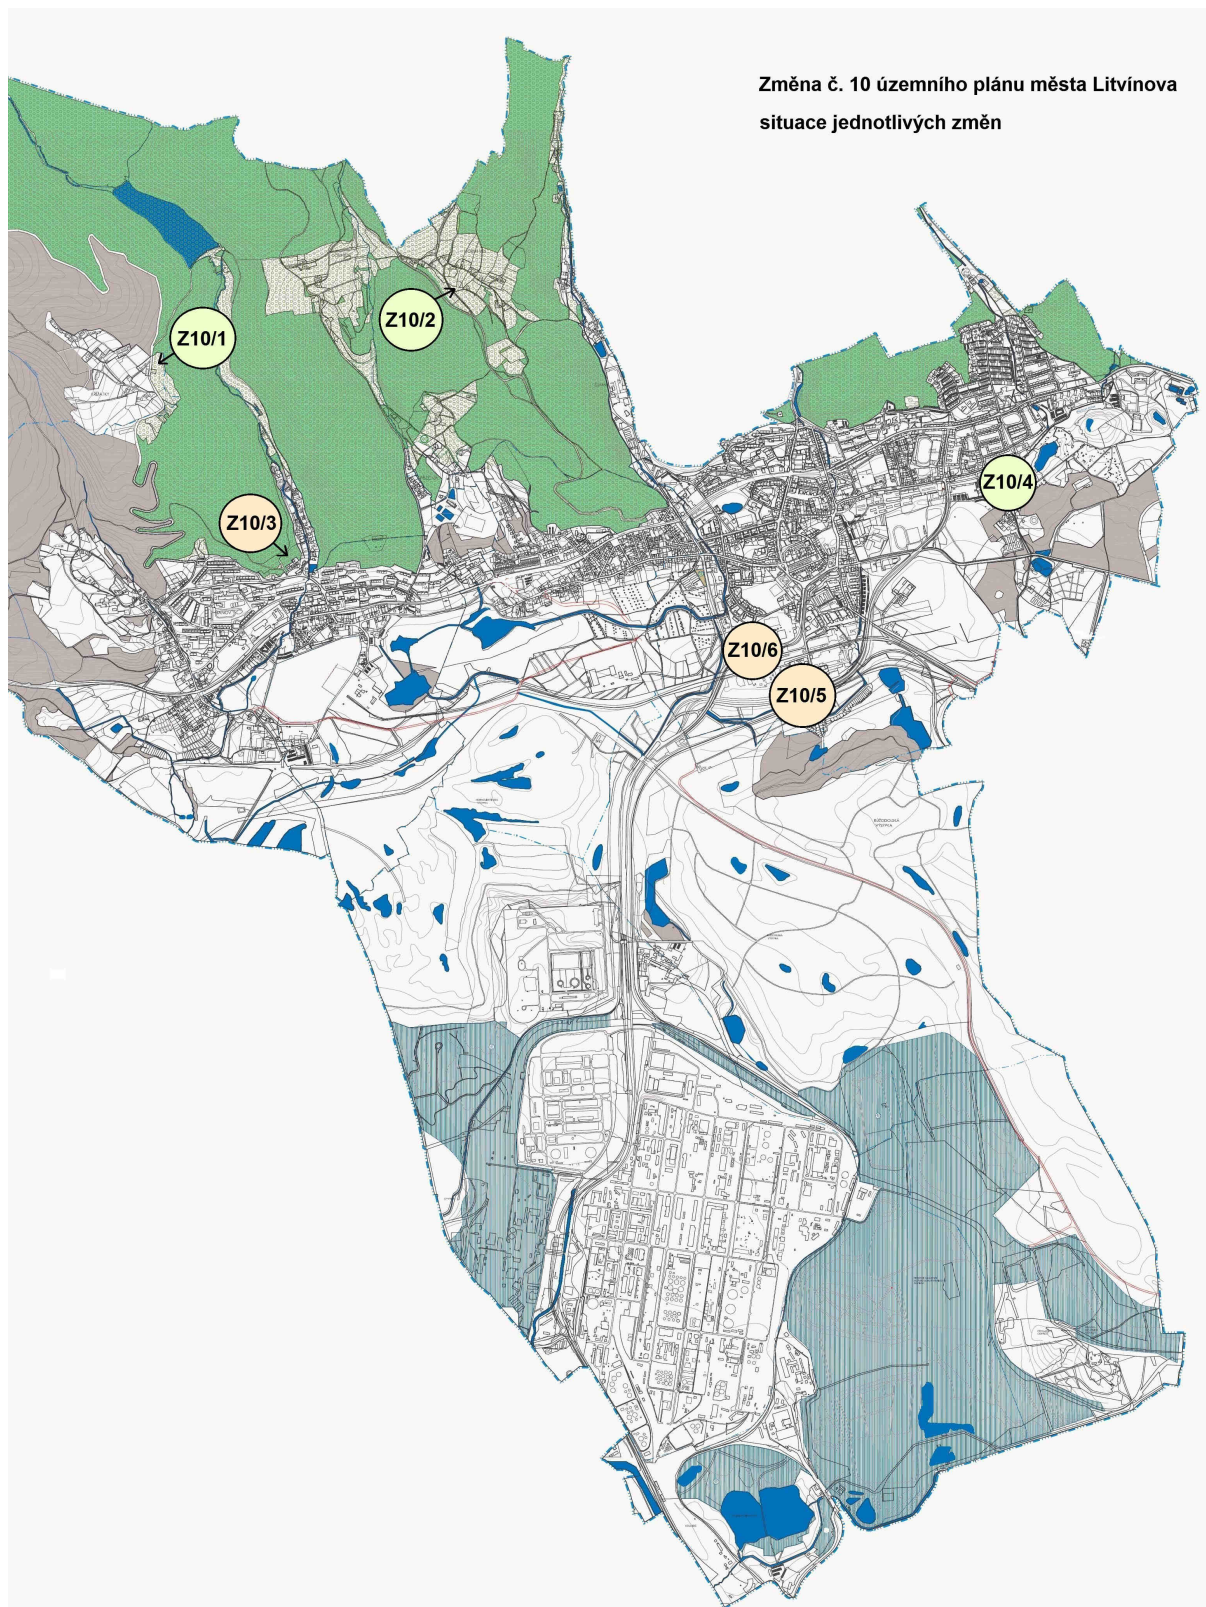 Změna č. 10 územního plánu města Litvínova
situace jednotlivých změn
Z10/2
Z10/1
Z10/4
Z10/3
Z10/6
Z10/5